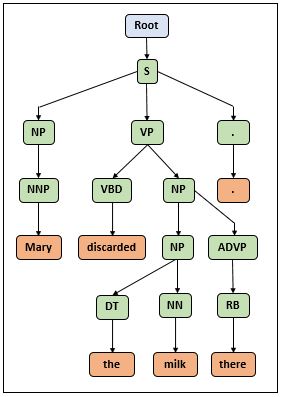 Root
S
NP VP .
NNP VBD NP .
Mary discarded NP ADVP
DT NN RB
the milk there